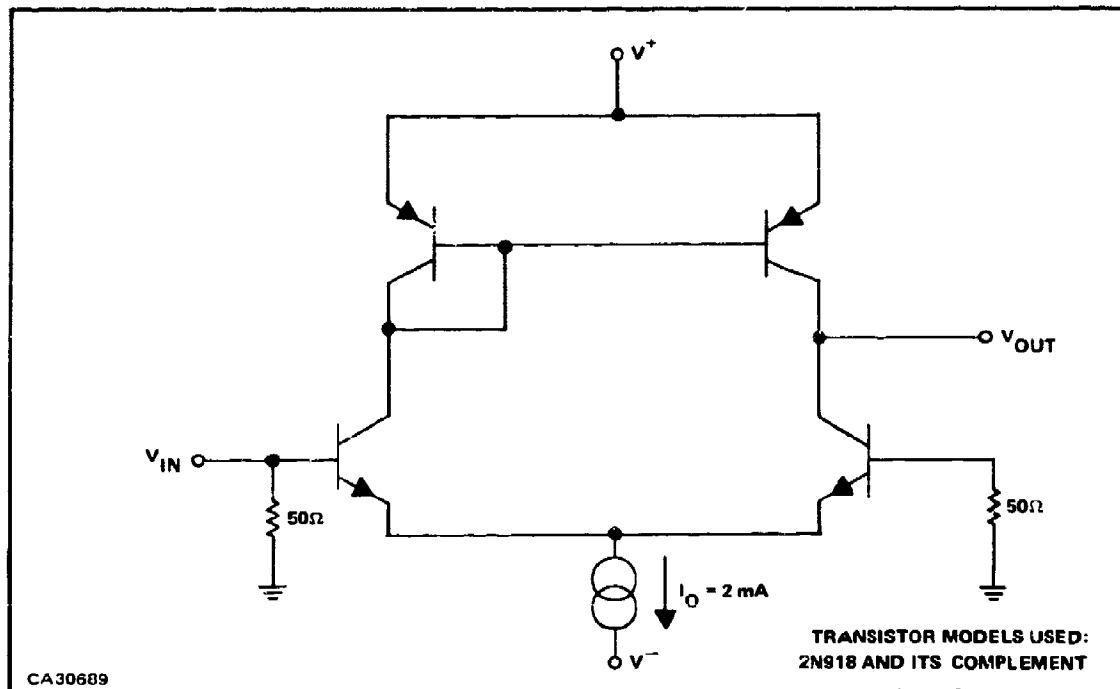 V+
VOUT
VIN
50Ω
50Ω
IO = 2 mA
V−
TRANSISTOR MODELS USED:
2N918 AND ITS COMPLEMENT
CA30689